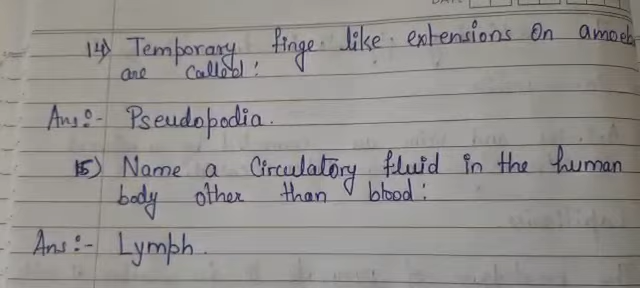 14) Temporary finge like extensions on amoeb
are called:
Ans:- Pseudopodia.
15) Name a Circulatory fluid in the human
body other than blood:
Ans:- Lymph.